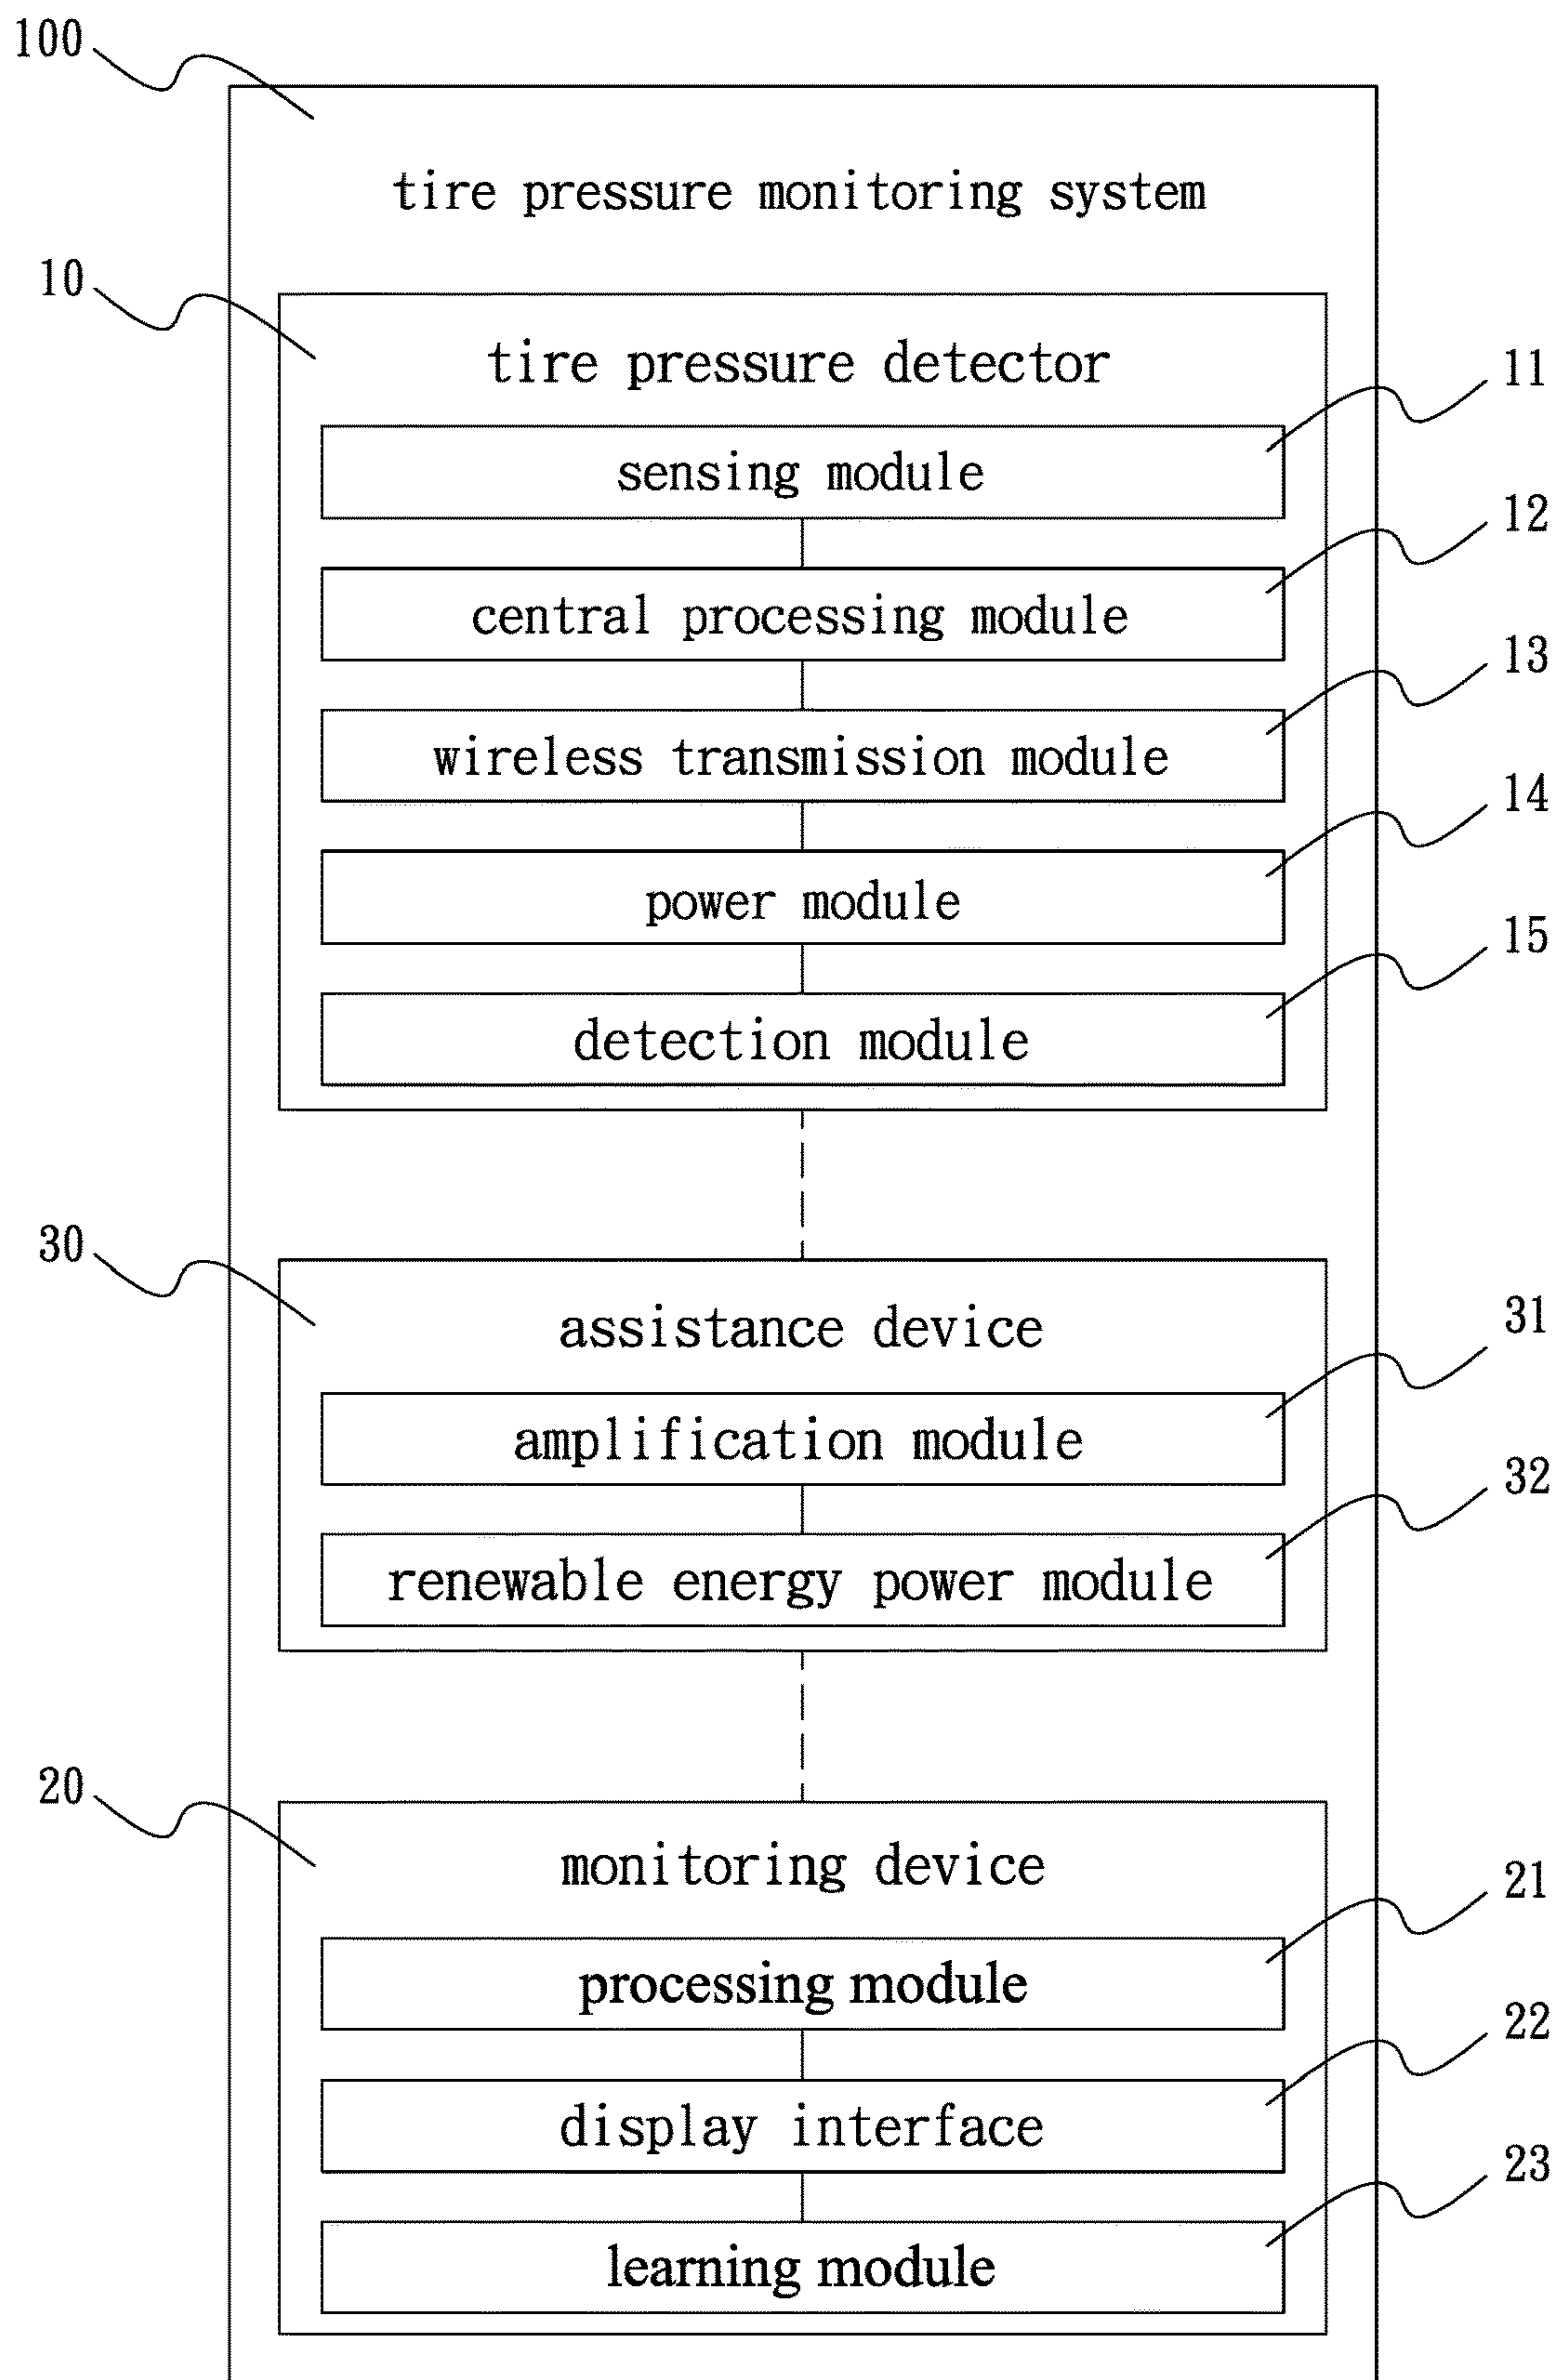 100
tire pressure monitoring system
10
tire pressure detector
11
sensing module
12
central processing module
13
wireless transmission module
14
power module
15
detection module
30
assistance device
31
amplification module
32
renewable energy power module
20
monitoring device
21
processing module
22
display interface
23
learning module